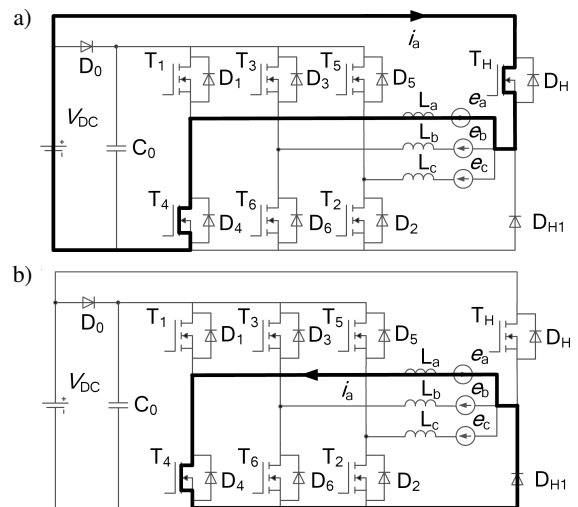 a)
i_a
D_0
T_1
D_1
T_3
D_3
T_5
D_5
T_H
D_H
V_DC
C_0
L_a
e_a
L_b
e_b
L_c
e_c
T_4
D_4
T_6
D_6
T_2
D_2
D_H1
b)
D_0
T_1
D_1
T_3
D_3
T_5
D_5
T_H
D_H
V_DC
C_0
L_a
e_a
i_a
L_b
e_b
L_c
e_c
T_4
D_4
T_6
D_6
T_2
D_2
D_H1